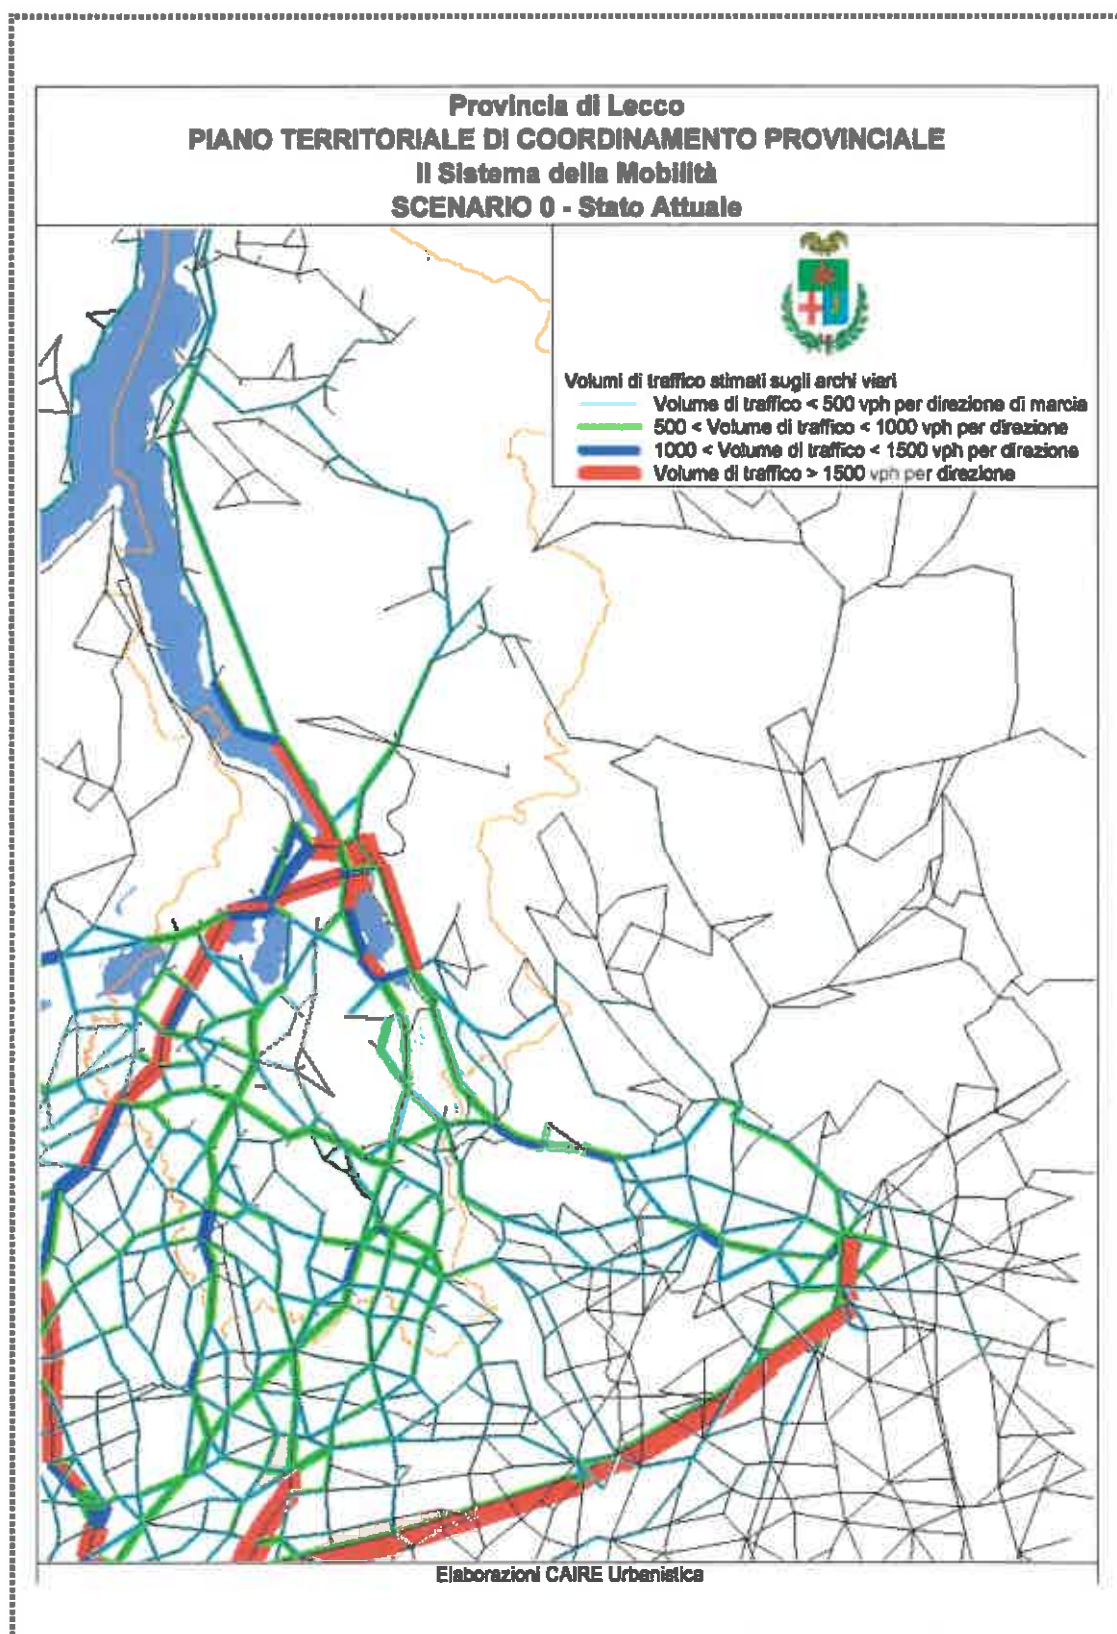 Provincia di Lecco
PIANO TERRITORIALE DI COORDINAMENTO PROVINCIALE
Il Sistema della Mobilità
SCENARIO 0 - Stato Attuale
Volumi di traffico stimati sugli archi viari
Volume di traffico < 500 vph per direzione di marcia
500 < Volume di traffico < 1000 vph per direzione
1000 < Volume di traffico < 1500 vph per direzione
Volume di traffico > 1500 vph per direzione
Elaborazioni CAIRE Urbanistica